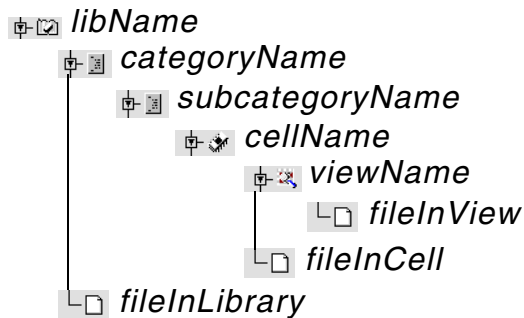 libName
categoryName
subcategoryName
cellName
viewName
fileInView
fileInCell
fileInLibrary